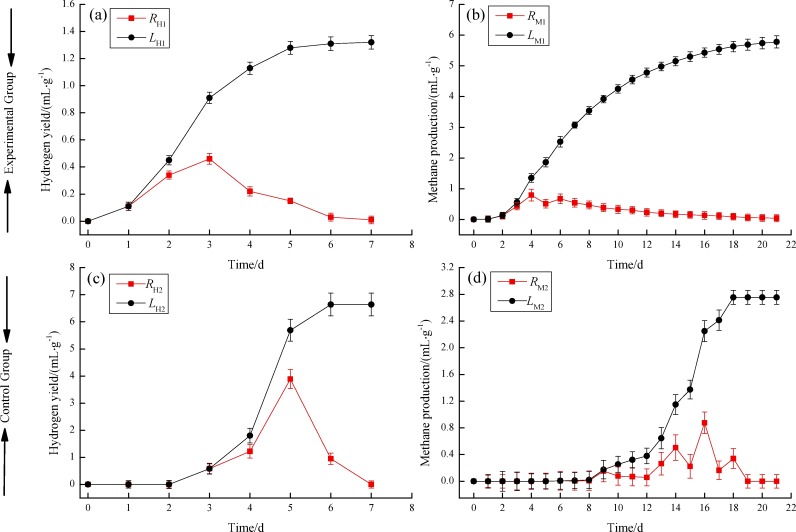 Experimental Group
Control Group
(a)
R_H1
L_H1
Hydrogen yield/(mL·g⁻¹)
1.6
1.4
1.2
1.0
0.8
0.6
0.4
0.2
0.0
0 1 2 3 4 5 6 7 8
Time/d
(b)
R_M1
L_M1
Methane production/(mL·g⁻¹)
7
6
5
4
3
2
1
0
0 2 4 6 8 10 12 14 16 18 20 22
Time/d
(c)
R_H2
L_H2
Hydrogen yield/(mL·g⁻¹)
8
7
6
5
4
3
2
1
0
0 1 2 3 4 5 6 7 8
Time/d
(d)
R_M2
L_M2
Methane production/(mL·g⁻¹)
3.2
2.8
2.4
2.0
1.6
1.2
0.8
0.4
0.0
0 2 4 6 8 10 12 14 16 18 20 22
Time/d